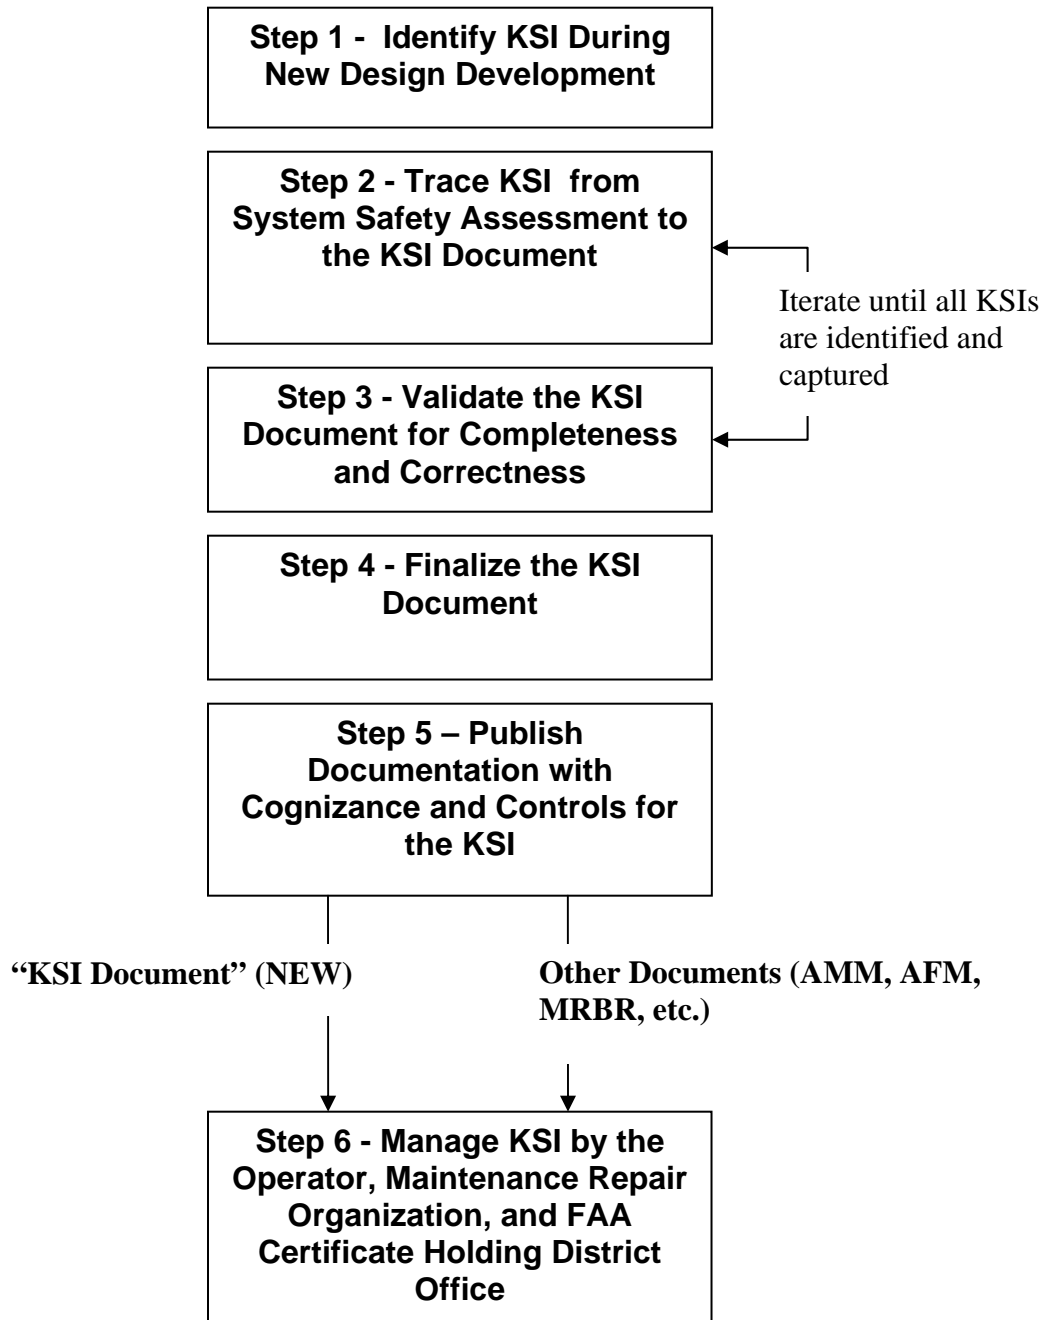 Step 1 -  Identify KSI During
New Design Development
Step 2 - Trace KSI  from
System Safety Assessment to
the KSI Document
Iterate until all KSIs
are identified and
captured
Step 3 - Validate the KSI
Document for Completeness
and Correctness
Step 4 - Finalize the KSI
Document
Step 5 – Publish
Documentation with
Cognizance and Controls for
the KSI
“KSI Document” (NEW)
Other Documents (AMM, AFM,
MRBR, etc.)
Step 6 - Manage KSI by the
Operator, Maintenance Repair
Organization, and FAA
Certificate Holding District
Office